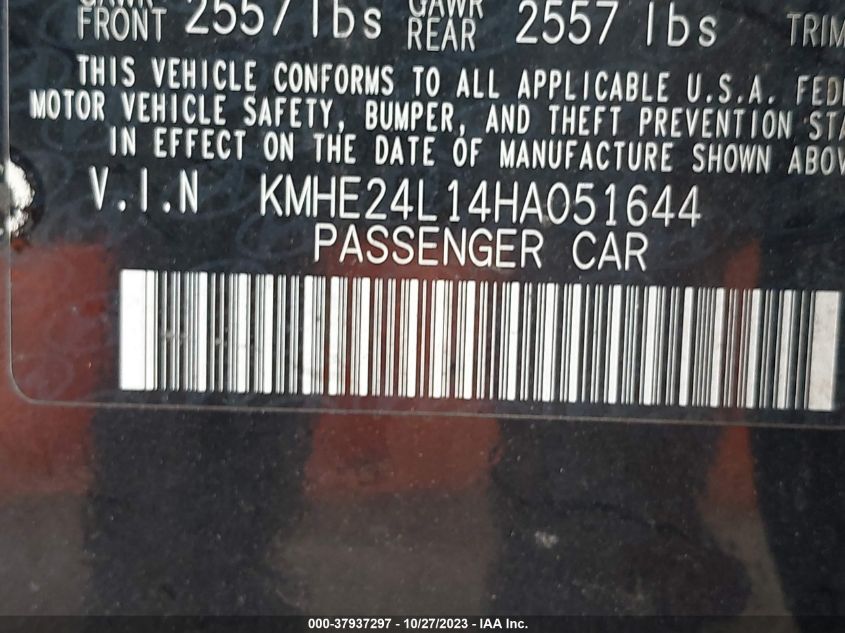 GAWR FRONT 2557 lbs GAWR REAR 2557 lbs TRIM
THIS VEHICLE CONFORMS TO ALL APPLICABLE U.S.A.
MOTOR VEHICLE SAFETY, BUMPER, AND THEFT PREVENTION
IN EFFECT ON THE DATE OF MANUFACTURE SHOWN
V.I.N KMHE24L14HA051644
PASSENGER CAR
000-37937297 - 10/27/2023 - IAA Inc.